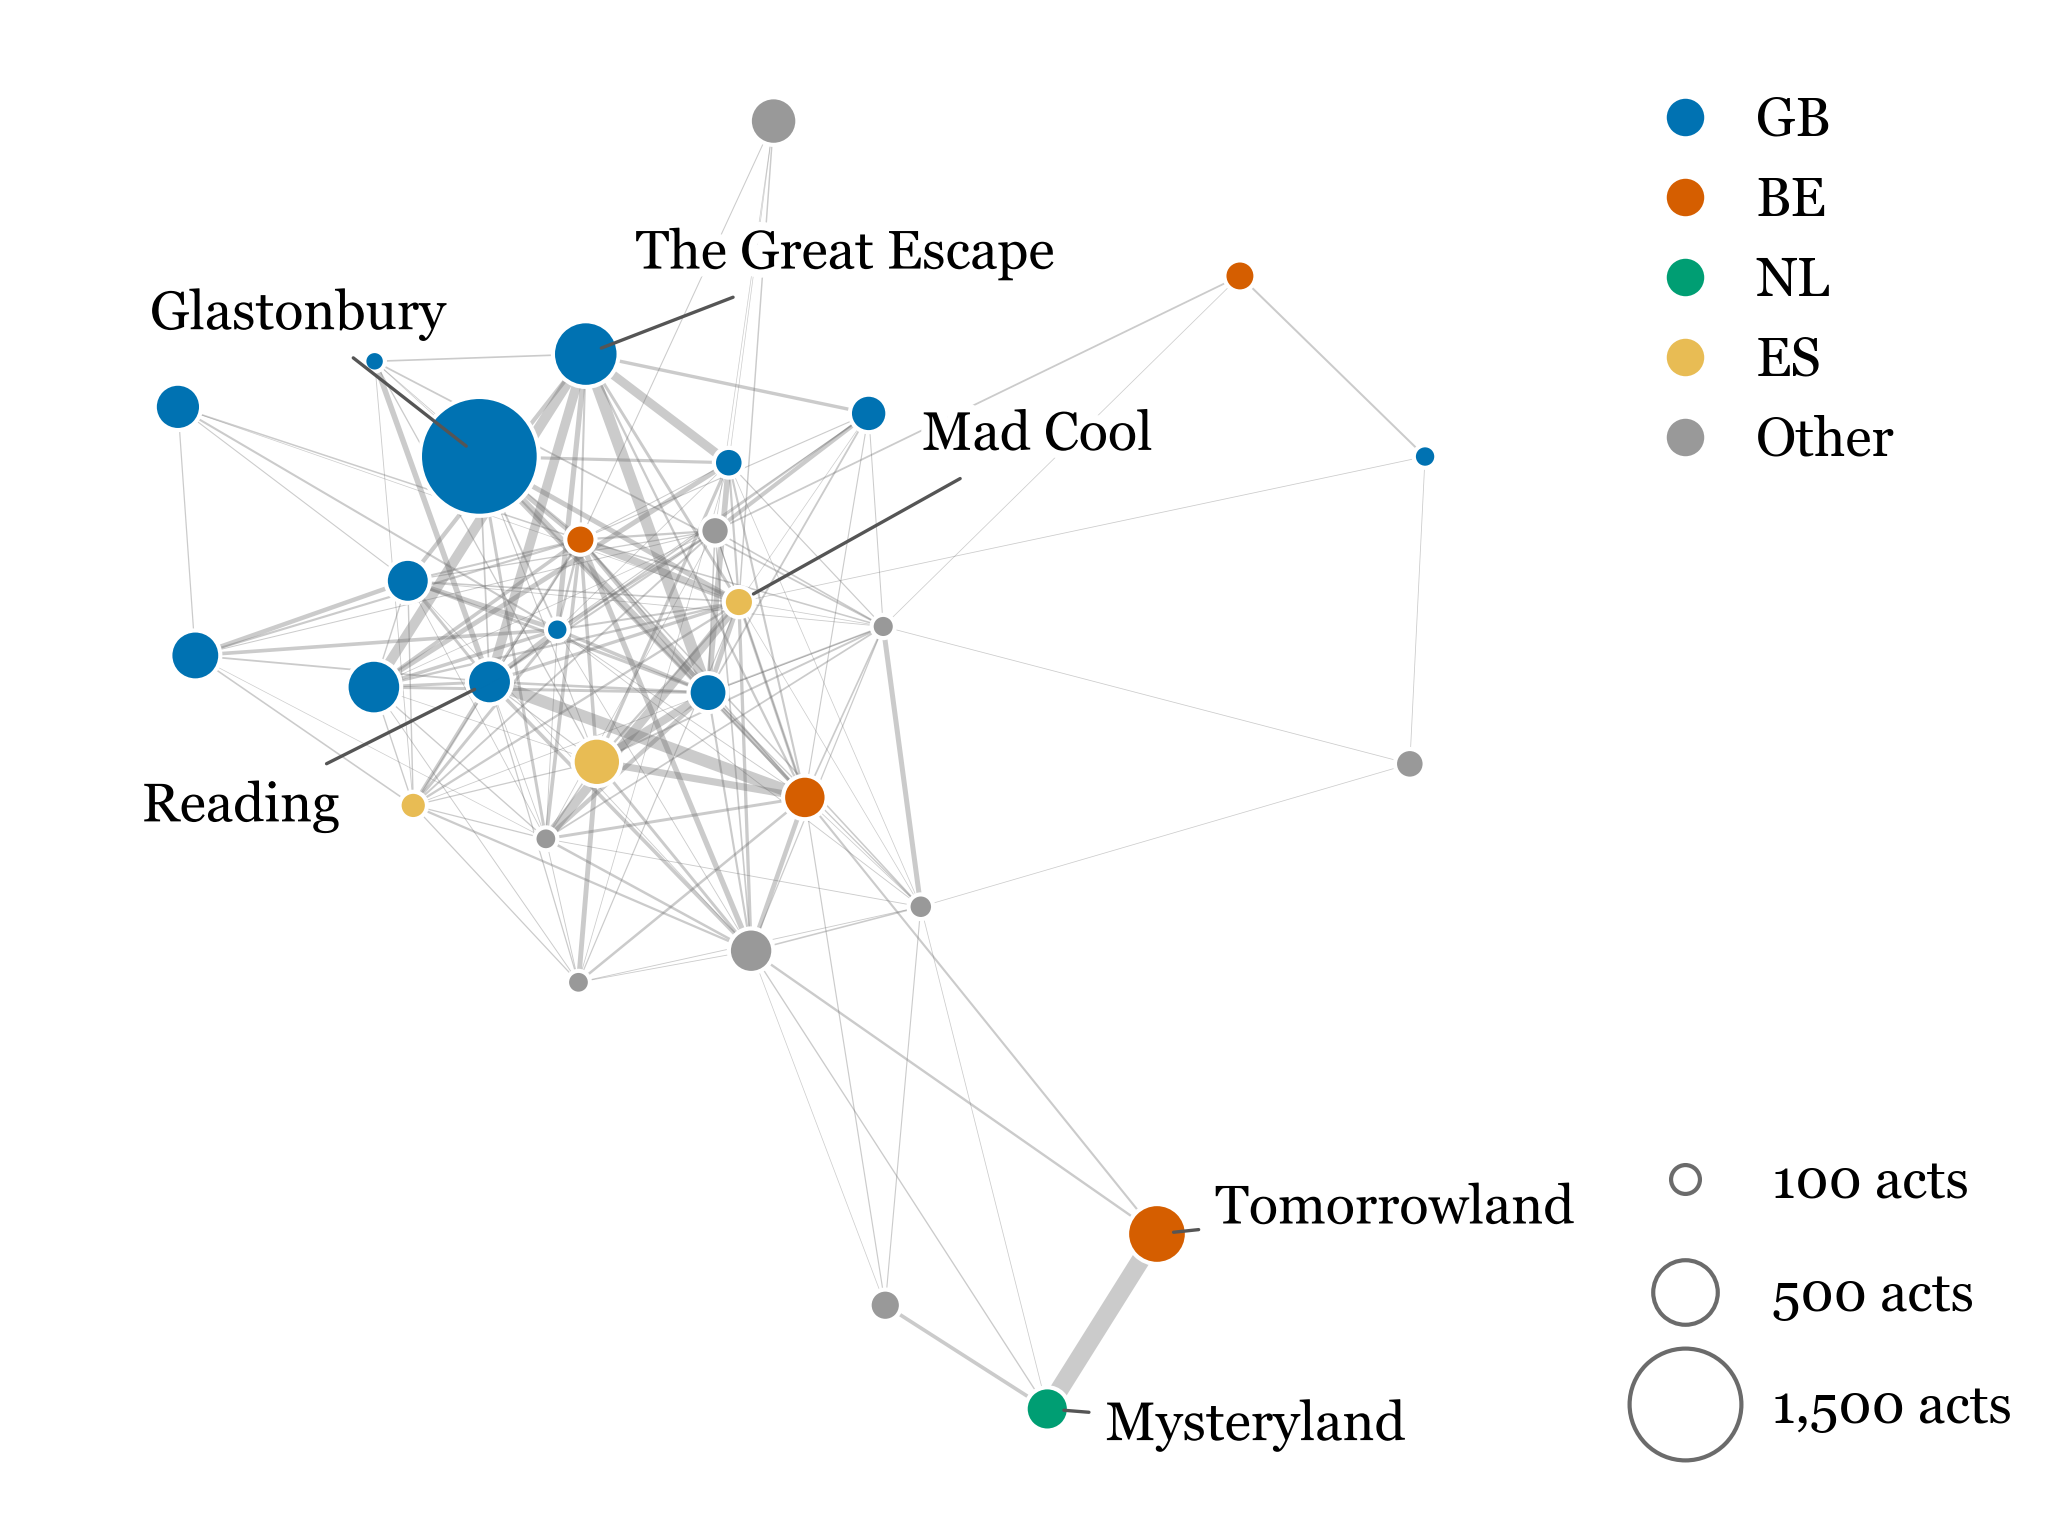 GB
The Great Escape
BE
Glastonbury
NL
ES
Mad Cool
Other
Reading
100 acts
Tomorrowland
500 acts
1,500 acts
Mysteryland